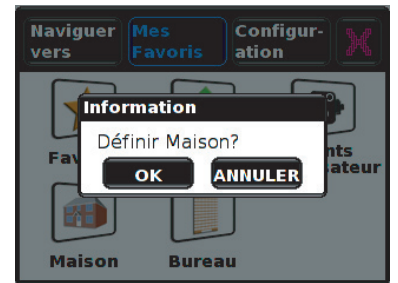 Naviguer Mes Configur-
vers Favoris ation
Information
Définir Maison?
OK ANNULER
Maison Bureau